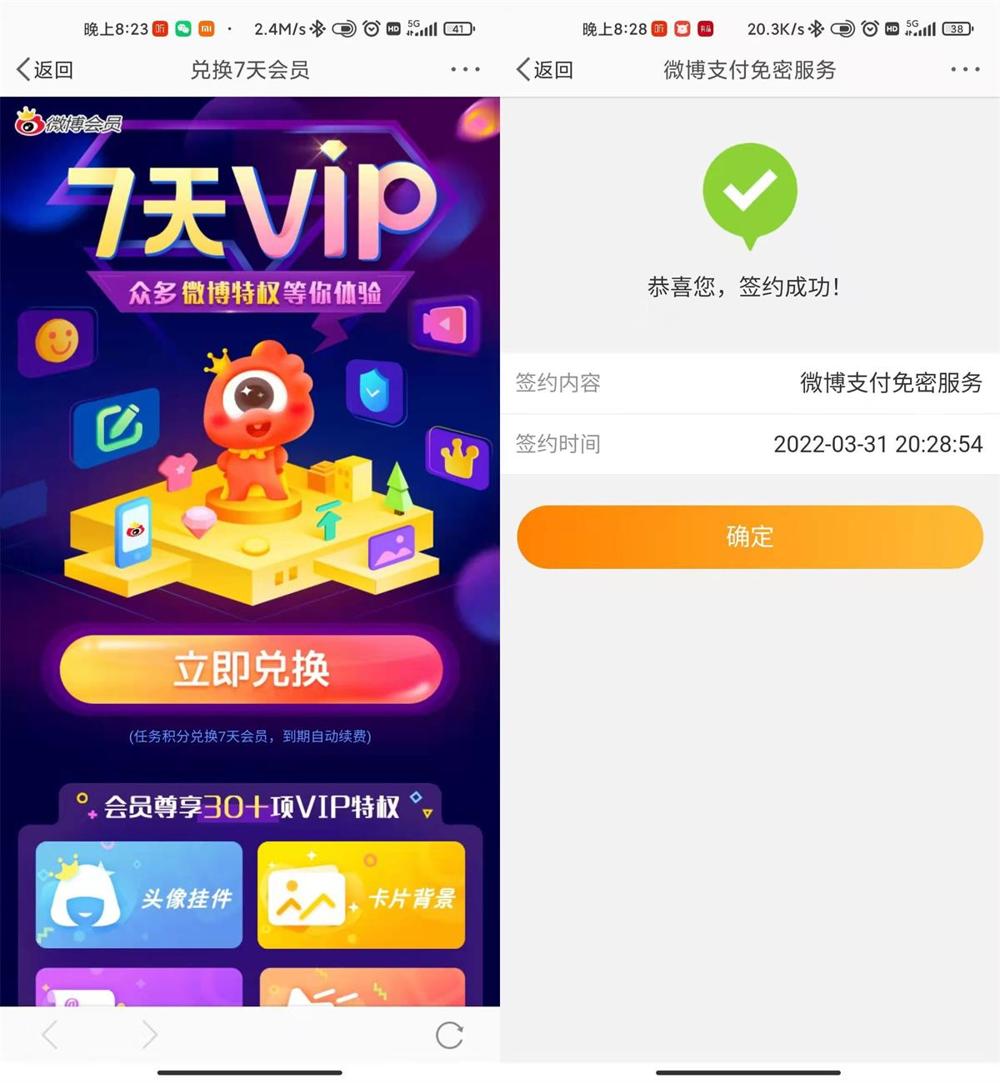 晚上8:23
2.4M/s
HD
5G
41
返回
兑换7天会员
微博会员
7天VIP
众多微博特权等你体验
立即兑换
(任务积分兑换7天会员，到期自动续费)
会员尊享30+项VIP特权
头像挂件
卡片背景
@
晚上8:28
20.3K/s
HD
5G
38
返回
微博支付免密服务
恭喜您，签约成功！
签约内容
微博支付免密服务
签约时间
2022-03-31 20:28:54
确定